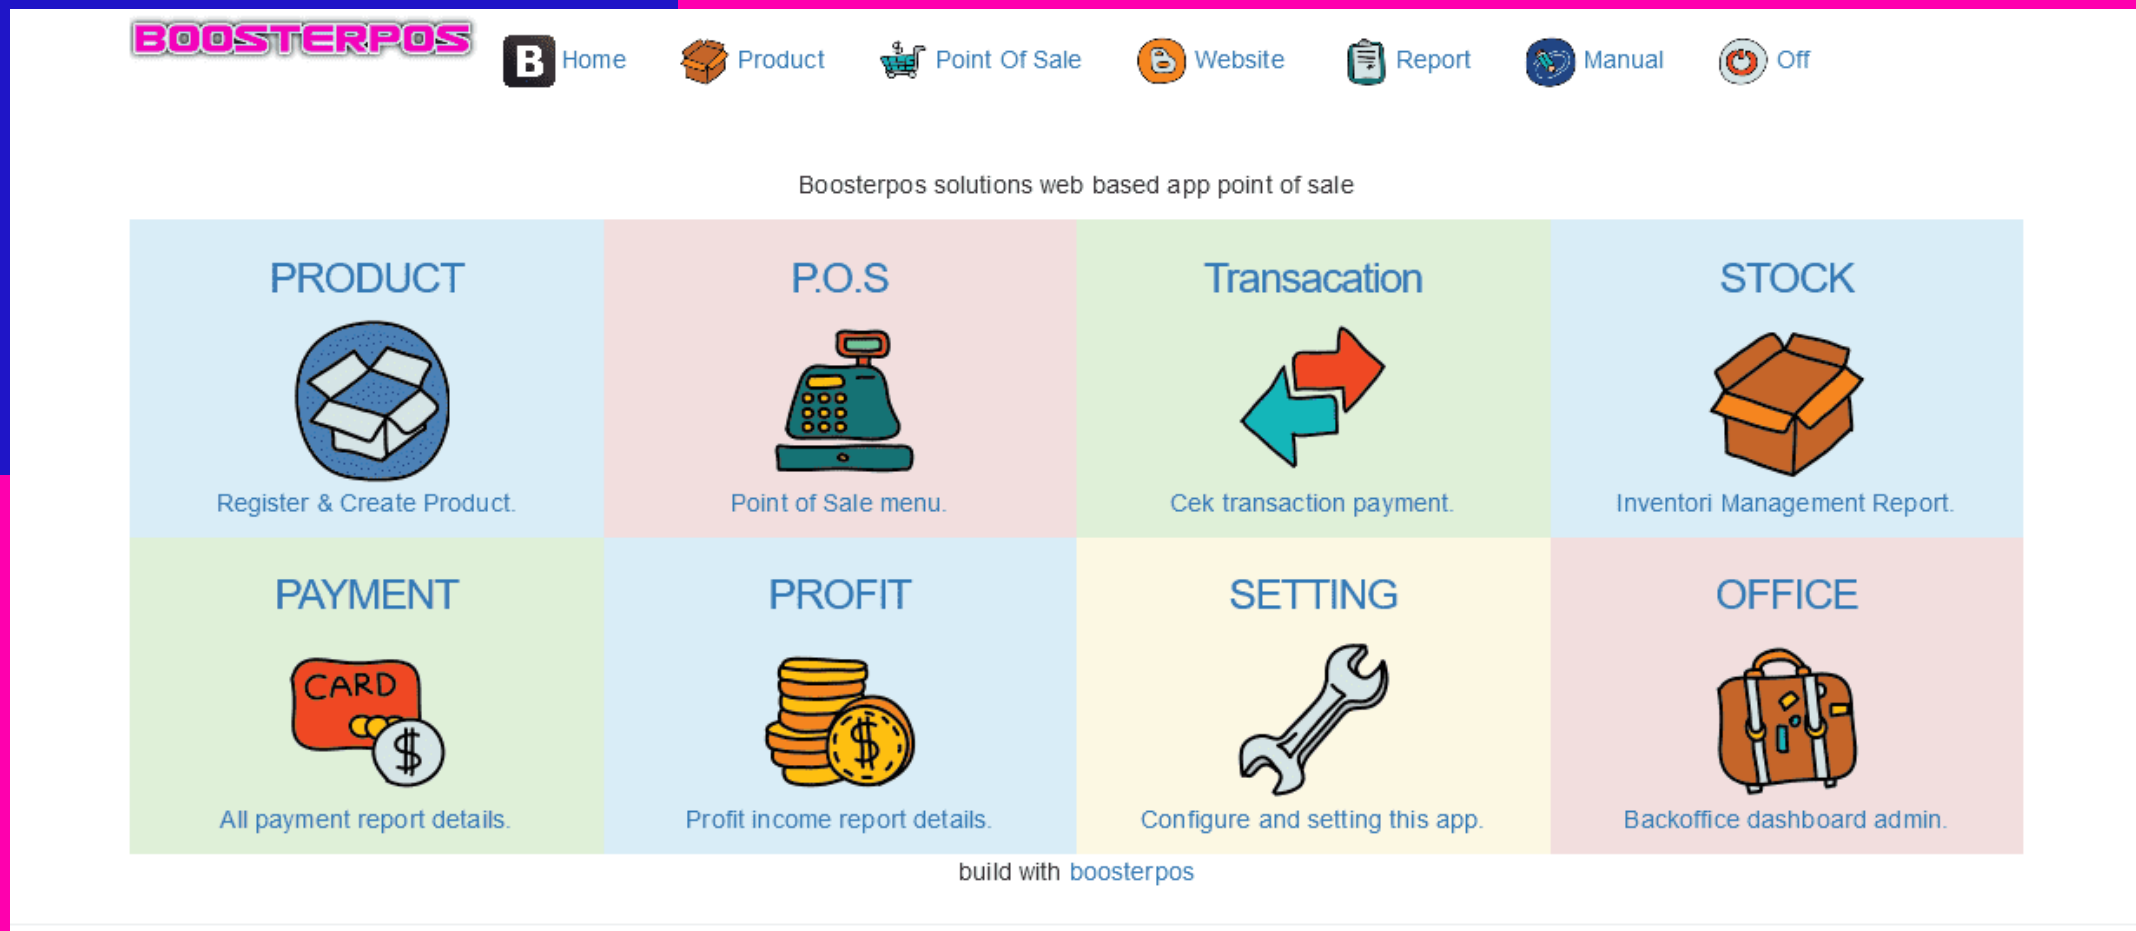 BOOSTERPOS
B Home Product Point Of Sale B Website Report Manual Off
Boosterpos solutions web based app point of sale
PRODUCT P.O.S Transacation STOCK
Register & Create Product. Point of Sale menu. Cek transaction payment. Inventori Management Report.
PAYMENT PROFIT SETTING OFFICE
CARD
$ $
All payment report details. Profit income report details. Configure and setting this app. Backoffice dashboard admin.
build with boosterpos